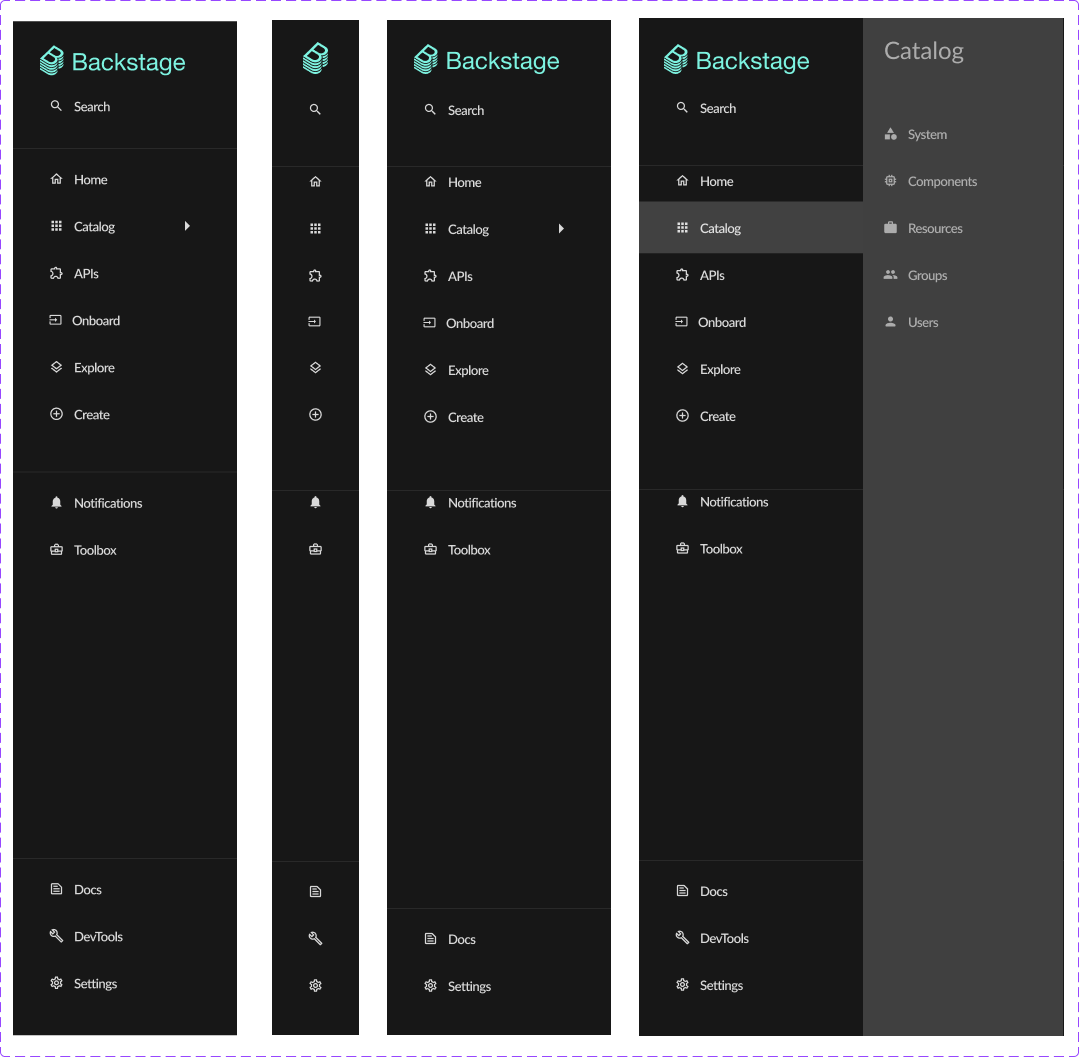 Backstage
Search
Home
Catalog
APIs
Onboard
Explore
Create
Notifications
Toolbox
Docs
DevTools
Settings
Backstage
Search
Home
Catalog
APIs
Onboard
Explore
Create
Notifications
Toolbox
Docs
Settings
Backstage
Search
Home
Catalog
APIs
Onboard
Explore
Create
Notifications
Toolbox
Docs
DevTools
Settings
Catalog
System
Components
Resources
Groups
Users